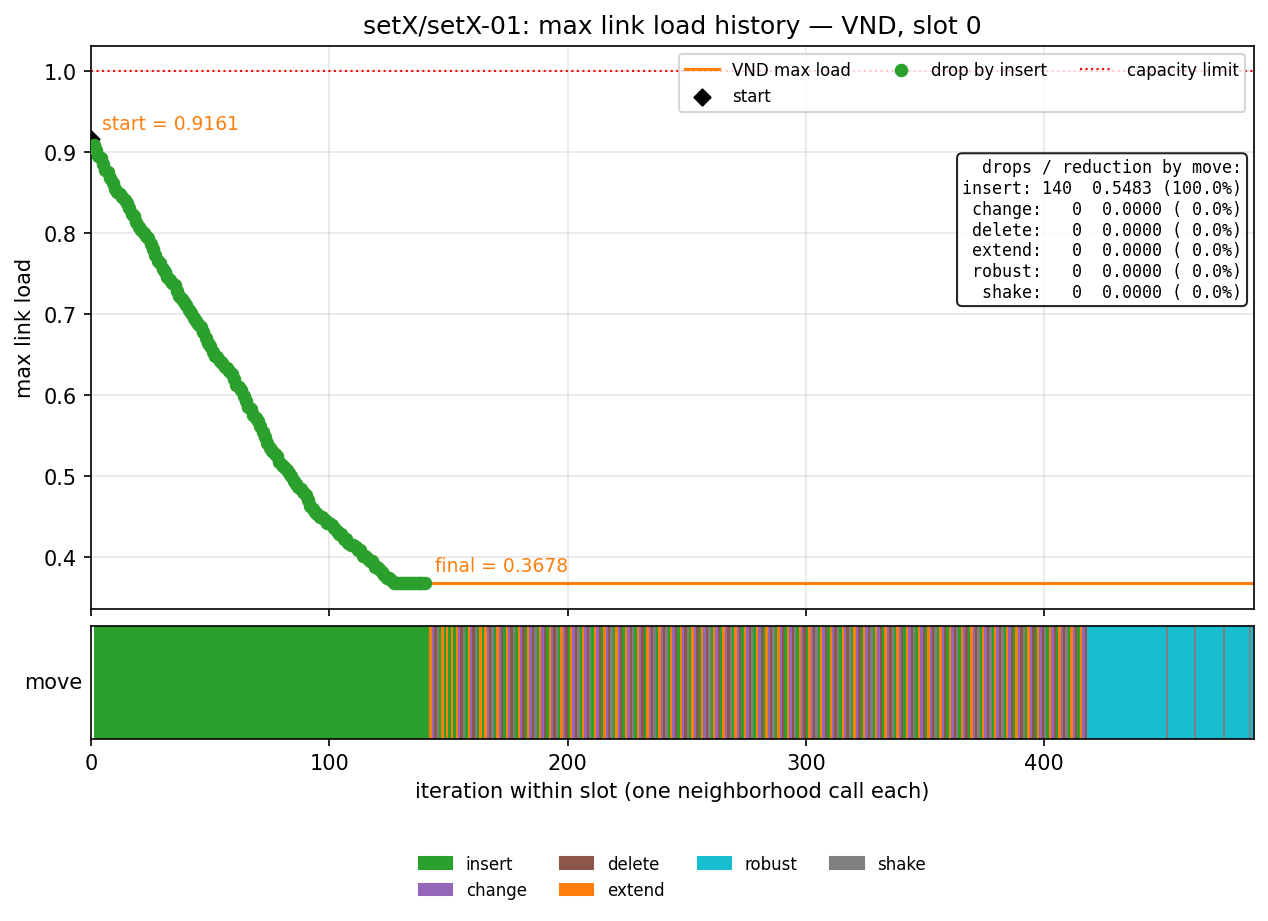 setX/setX-01: max link load history — VND, slot 0
VND max load
drop by insert
capacity limit
start
start = 0.9161
drops / reduction by move:
insert: 140  0.5483 (100.0%)
change:   0  0.0000 ( 0.0%)
delete:   0  0.0000 ( 0.0%)
extend:   0  0.0000 ( 0.0%)
robust:   0  0.0000 ( 0.0%)
shake:   0  0.0000 ( 0.0%)
1.0
0.9
0.8
0.7
0.6
0.5
0.4
max link load
final = 0.3678
move
0 100 200 300 400
iteration within slot (one neighborhood call each)
insert delete robust shake
change extend